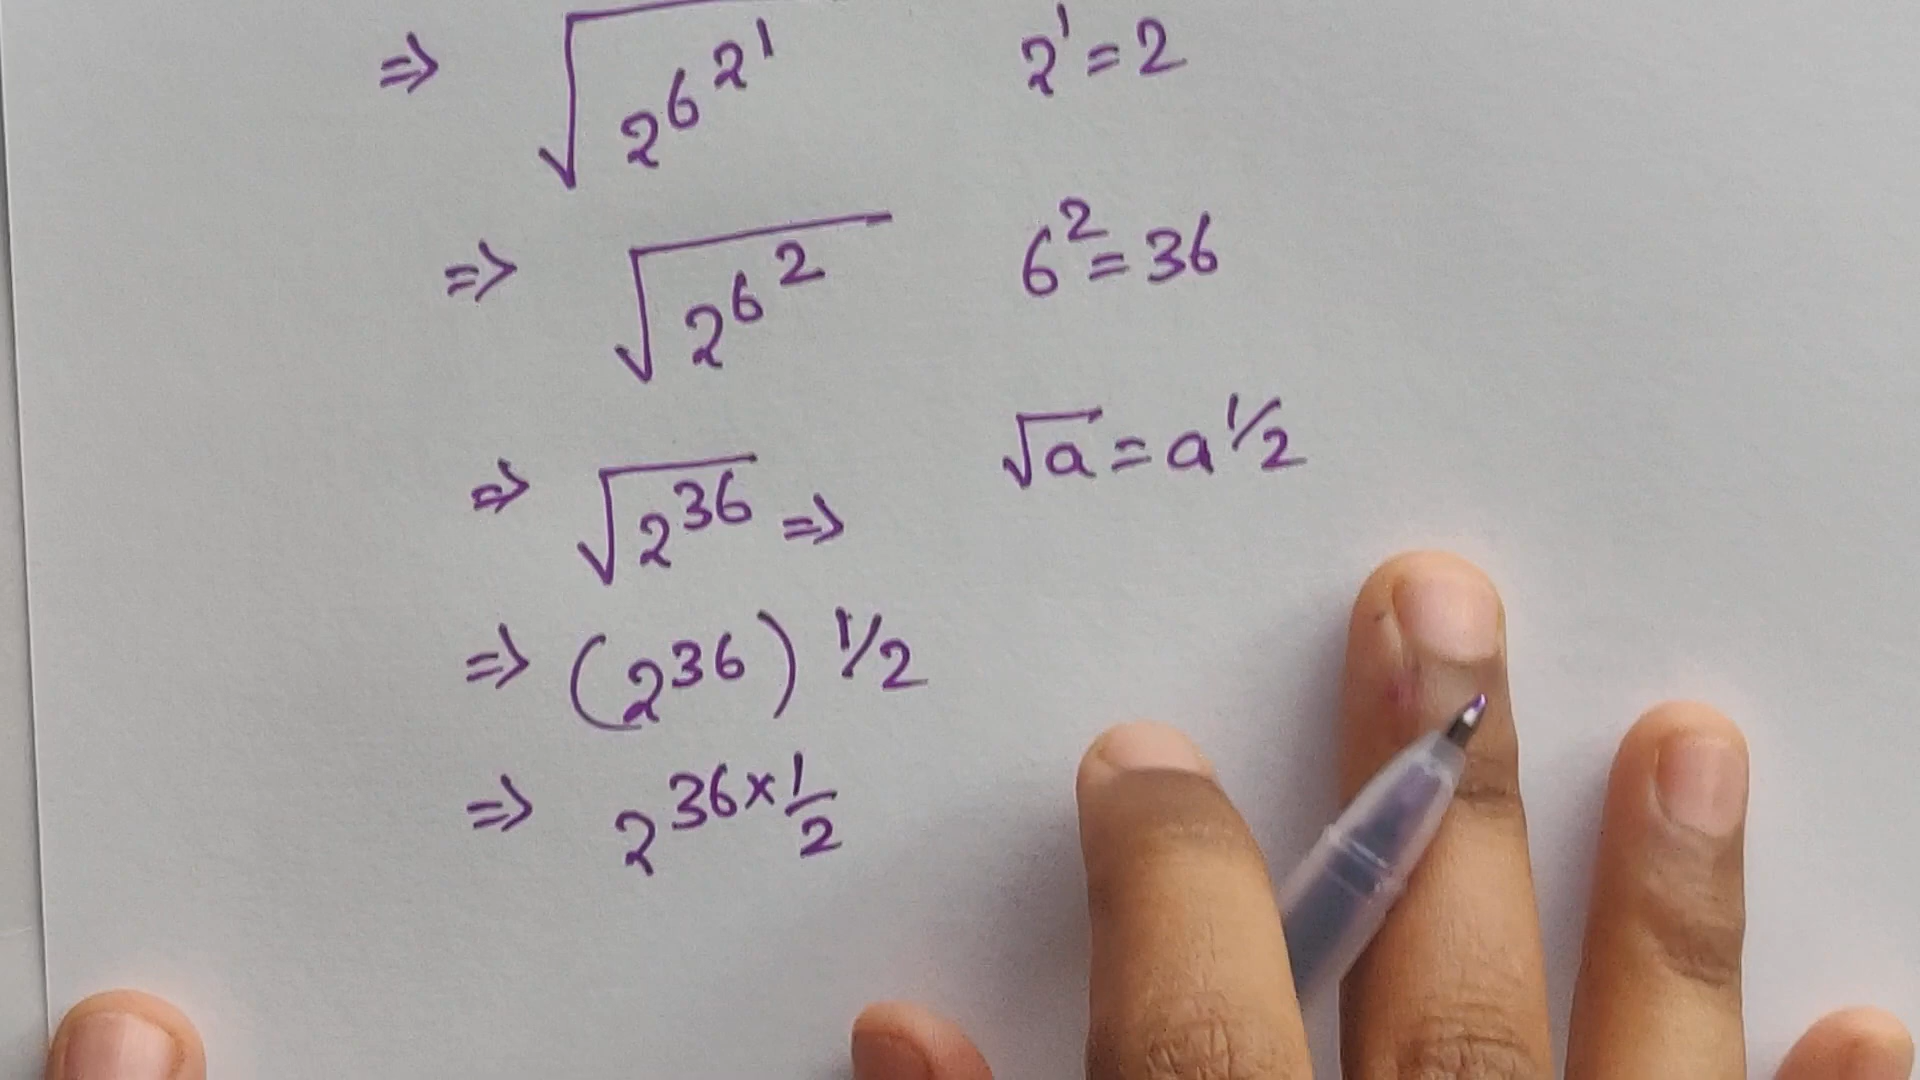 ⇒ √2^6^2^1    2^1 = 2
⇒ √2^6^2    6^2 = 36
⇒ √2^36 ⇒    √a = a^1/2
⇒ (2^36)^1/2
⇒ 2^36×1/2